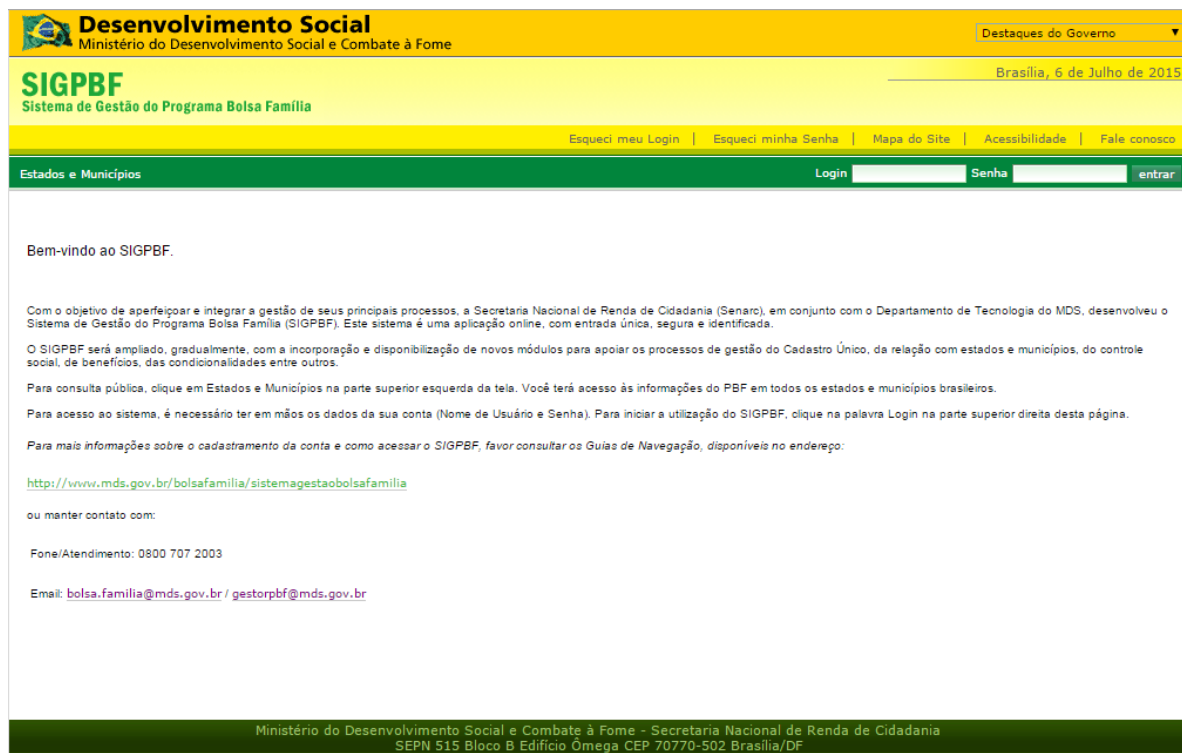 Desenvolvimento Social
Ministério do Desenvolvimento Social e Combate à Fome
Destaques do Governo
SIGPBF
Sistema de Gestão do Programa Bolsa Família
Brasília, 6 de Julho de 2015
Esqueci meu Login | Esqueci minha Senha | Mapa do Site | Acessibilidade | Fale conosco
Estados e Municípios Login Senha entrar
Bem-vindo ao SIGPBF.
Com o objetivo de aperfeiçoar e integrar a gestão de seus principais processos, a Secretaria Nacional de Renda de Cidadania (Senarc), em conjunto com o Departamento de Tecnologia do MDS, desenvolveu o
Sistema de Gestão do Programa Bolsa Família (SIGPBF). Este sistema é uma aplicação online, com entrada única, segura e identificada.
O SIGPBF será ampliado, gradualmente, com a incorporação e disponibilização de novos módulos para apoiar os processos de gestão do Cadastro Único, da relação com estados e municípios, do controle
social, de benefícios, das condicionalidades entre outros.
Para consulta pública, clique em Estados e Municípios na parte superior esquerda da tela. Você terá acesso às informações do PBF em todos os estados e municípios brasileiros.
Para acesso ao sistema, é necessário ter em mãos os dados da sua conta (Nome de Usuário e Senha). Para iniciar a utilização do SIGPBF, clique na palavra Login na parte superior direita desta página.
Para mais informações sobre o cadastramento da conta e como acessar o SIGPBF, favor consultar os Guias de Navegação, disponíveis no endereço:
http://www.mds.gov.br/bolsafamilia/sistemagestaobolsafamilia
ou manter contato com:
Fone/Atendimento: 0800 707 2003
Email: bolsa.familia@mds.gov.br / gestorpbf@mds.gov.br
Ministério do Desenvolvimento Social e Combate à Fome - Secretaria Nacional de Renda de Cidadania
SEPN 515 Bloco B Edifício Ômega CEP 70770-502 Brasília/DF